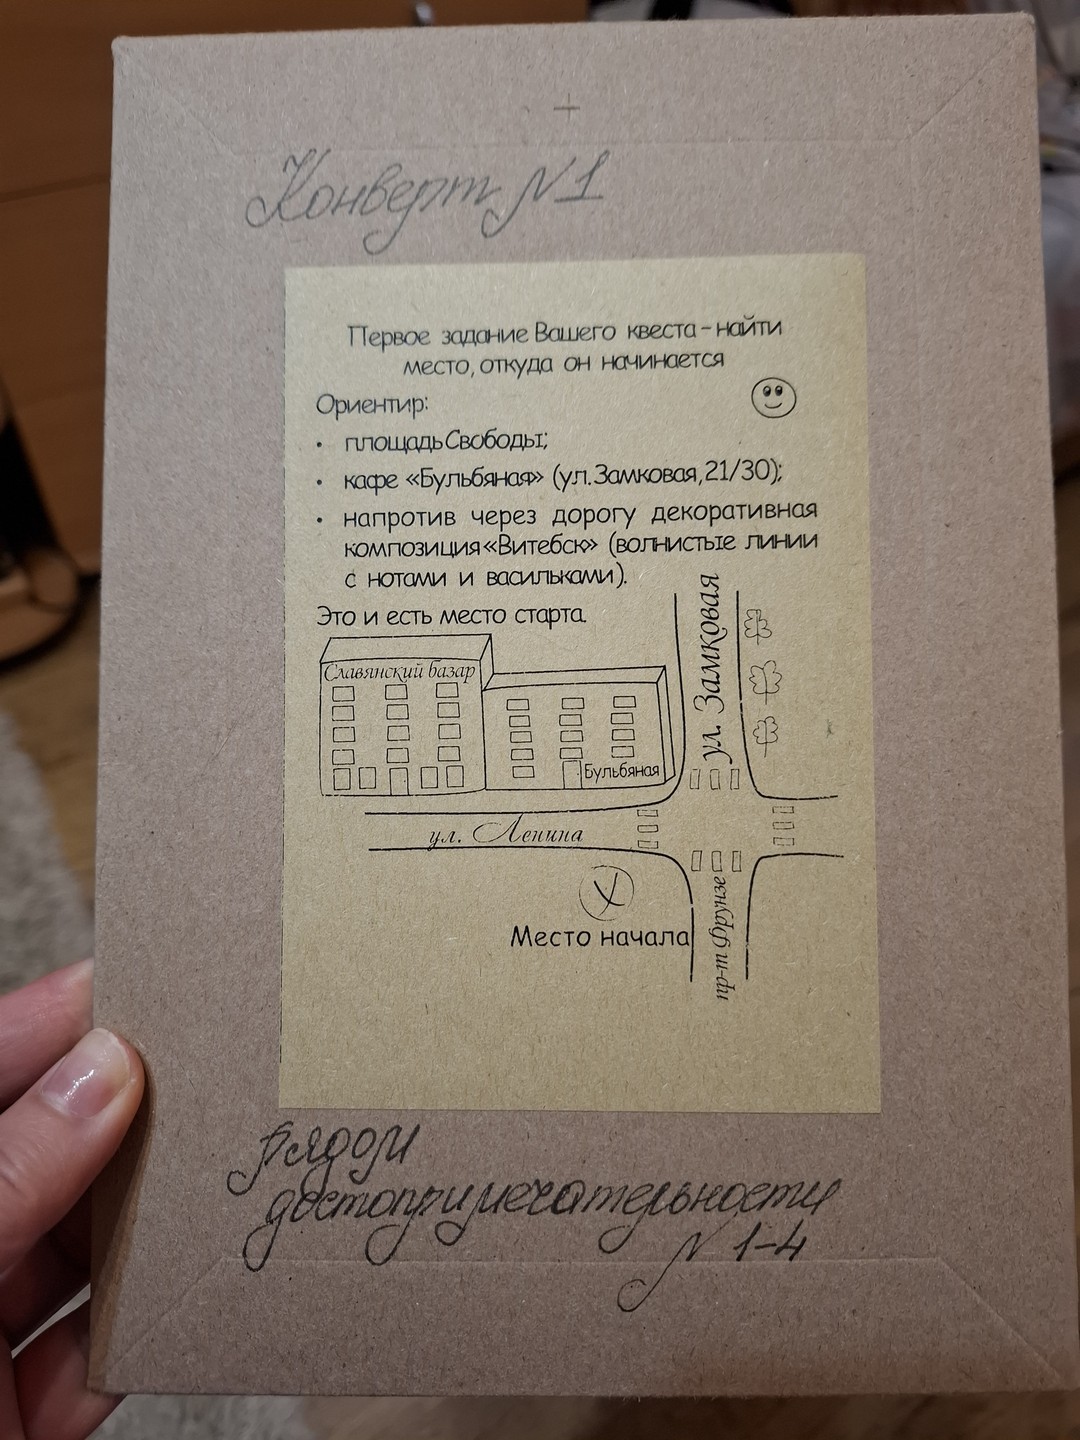 Конверт №1
Первое задание Вашего квеста – найти
место, откуда он начинается
Ориентир:
• площадь Свободы;
• кафе «Бульбяная» (ул. Замковая, 21/30);
• напротив через дорогу декоративная
композиция «Витебск» (волнистые линии
с нотами и васильками).
Это и есть место старта.
ул. Замковая
Славянский базар
Бульбяная
ул. Ленина
Место начала
пр-т Фрунзе
рядом
достопримечательности
№ 1-4